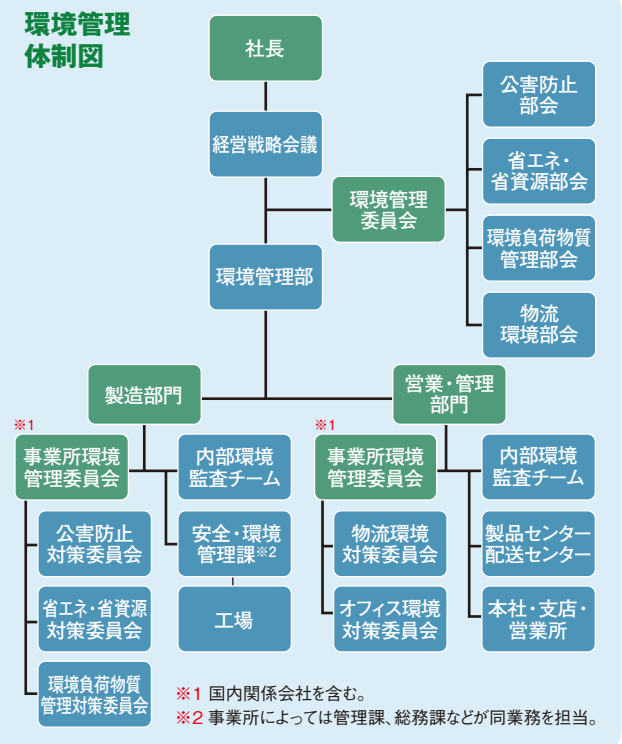 環境管理
体制図
社長
経営戦略会議
環境管理
委員会
公害防止
部会
省エネ・
省資源部会
環境負荷物質
管理部会
物流
環境部会
環境管理部
製造部門
営業・管理
部門
※1
事業所環境
管理委員会
内部環境
監査チーム
公害防止
対策委員会
安全・環境
管理課※2
省エネ・省資源
対策委員会
工場
環境負荷物質
管理対策委員会
※1
事業所環境
管理委員会
内部環境
監査チーム
物流環境
対策委員会
製品センター
配送センター
オフィス環境
対策委員会
本社・支店・
営業所
※1 国内関係会社を含む。
※2 事業所によっては管理課、総務課などが同業務を担当。